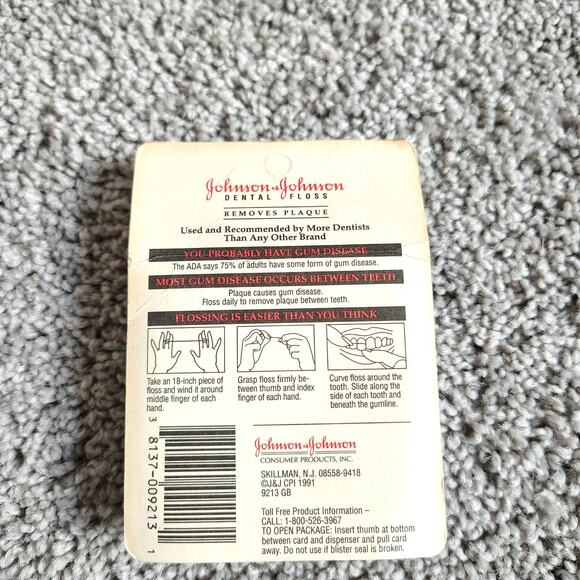 Johnson & Johnson
DENTAL FLOSS
REMOVES PLAQUE
Used and Recommended by More Dentists
Than Any Other Brand
YOU PROBABLY HAVE GUM DISEASE
The ADA says 75% of adults have some form of gum disease.
MOST GUM DISEASE OCCURS BETWEEN TEETH
Plaque causes gum disease.
Floss daily to remove plaque between teeth.
FLOSSING IS EASIER THAN YOU THINK
Take an 18-inch piece of
floss and wind it around
middle finger of each
hand.
Grasp floss firmly be-
tween thumb and index
finger of each hand.
Curve floss around the
tooth. Slide along the
side of each tooth and
beneath the gumline.
3 8137-009213 1
Johnson & Johnson
CONSUMER PRODUCTS, INC.
SKILLMAN, N.J. 08558-9418
©J&J CPI 1991
9213 GB
Toll Free Product Information –
CALL: 1-800-526-3967
TO OPEN PACKAGE: Insert thumb at bottom
between card and dispenser and pull card
away. Do not use if blister seal is broken.